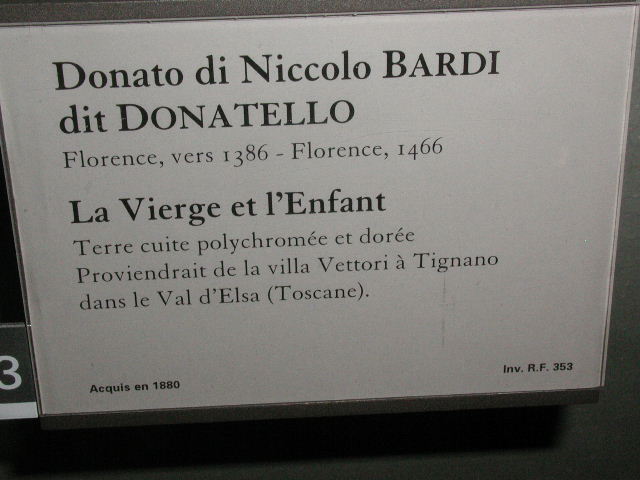 Donato di Niccolo BARDI
dit DONATELLO
Florence, vers 1386 - Florence, 1466
La Vierge et l'Enfant
Terre cuite polychromée et dorée
Proviendrait de la villa Vettori à Tignano
dans le Val d'Elsa (Toscane).
Inv. R.F. 353
Acquis en 1880
3